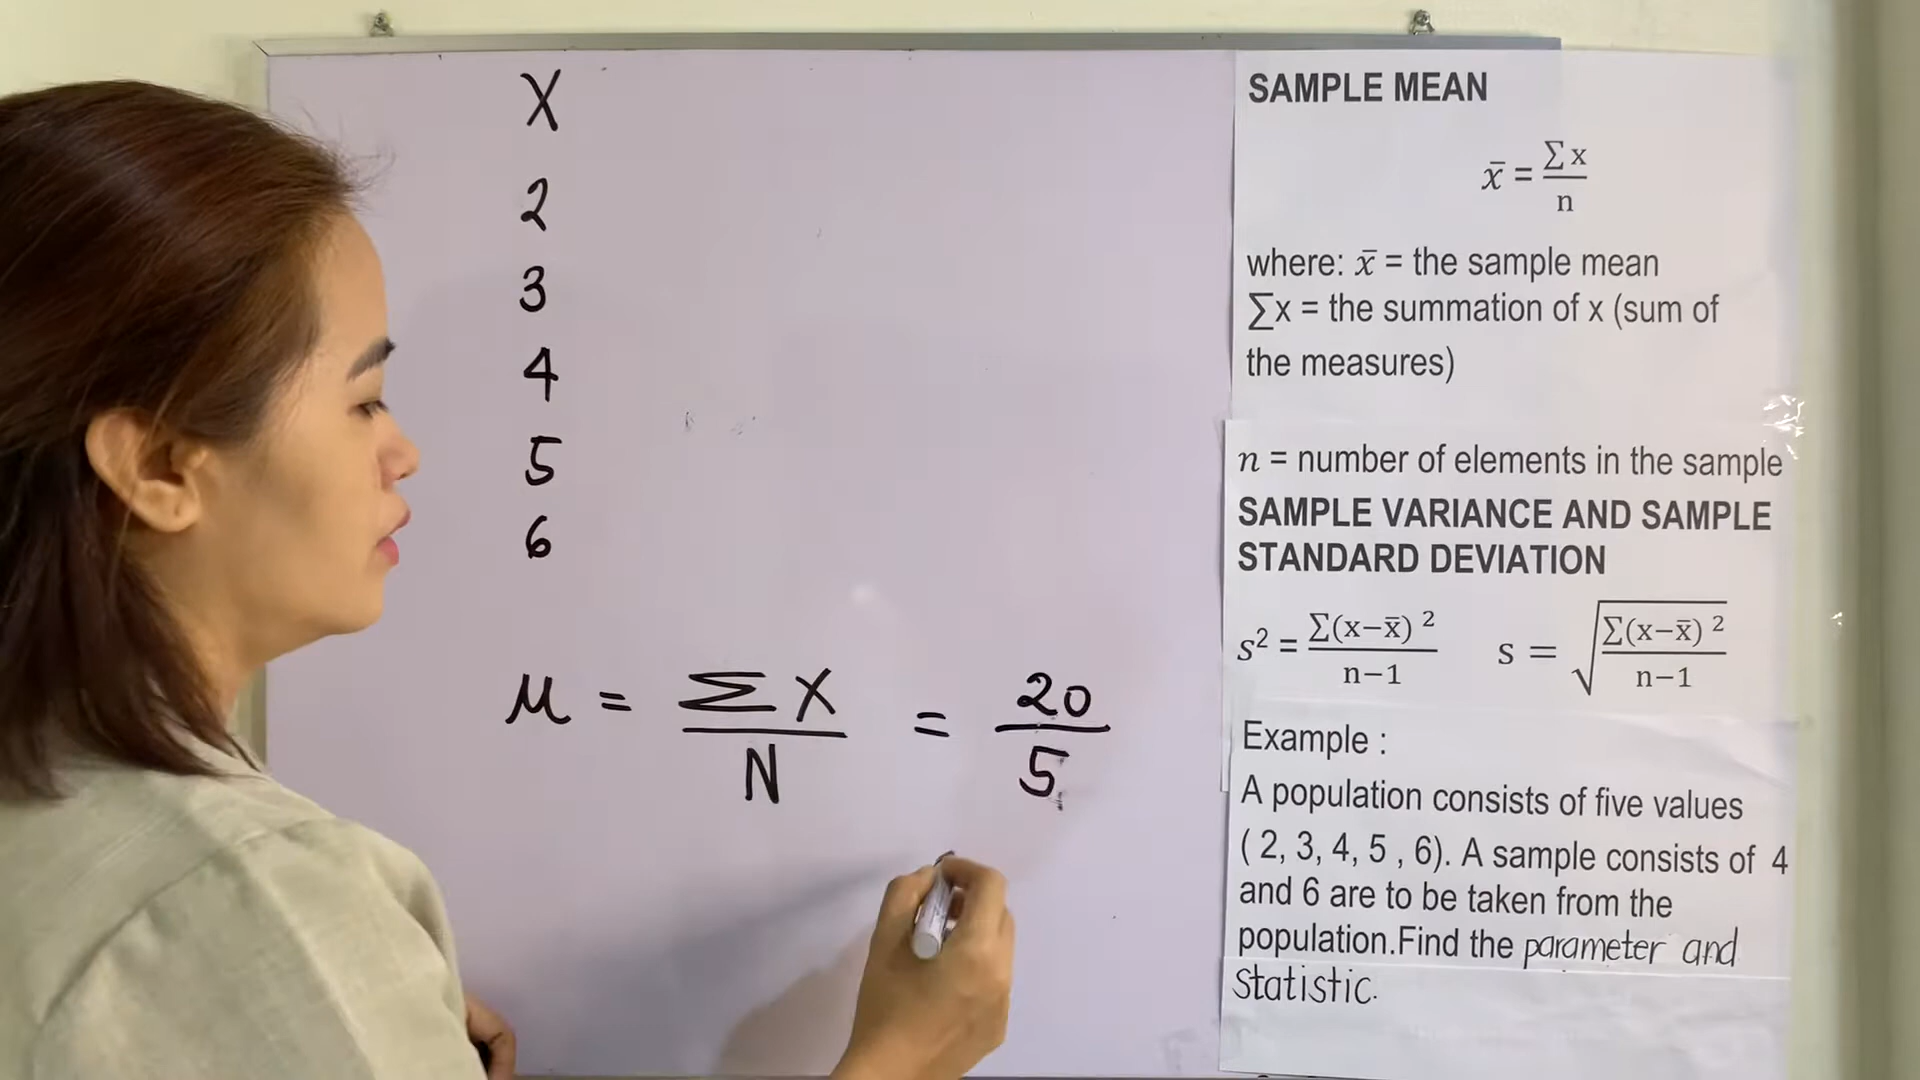 X
2
3
4
5
6
μ = ∑ X / N = 20 / 5
SAMPLE MEAN
x̄ = ∑ x / n
where: x̄ = the sample mean
∑x = the summation of x (sum of
the measures)
n = number of elements in the sample
SAMPLE VARIANCE AND SAMPLE
STANDARD DEVIATION
s² = ∑(x−x̄) ² / n−1 s = √ ∑(x−x̄) ² / n−1
Example :
A population consists of five values
( 2, 3, 4, 5 , 6). A sample consists of 4
and 6 are to be taken from the
population.Find the parameter and
Statistic.